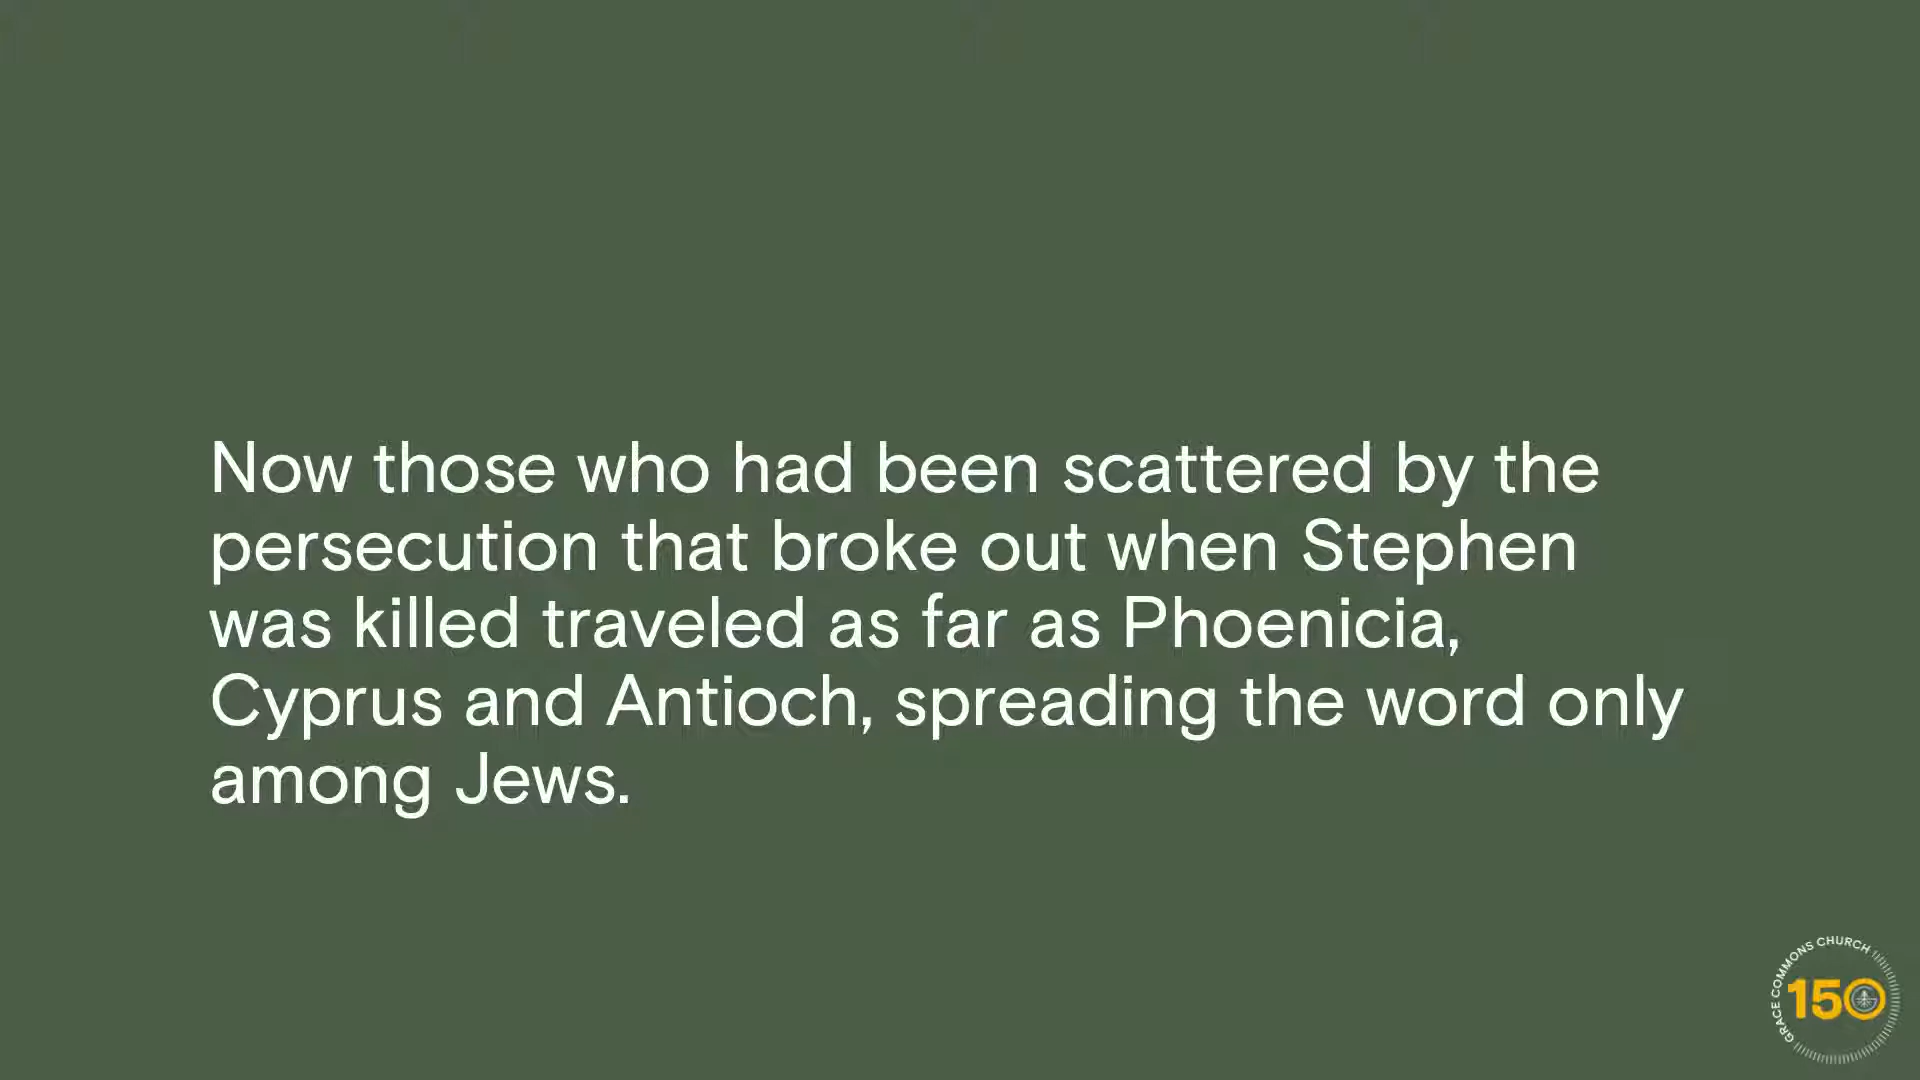 Now those who had been scattered by the
persecution that broke out when Stephen
was killed traveled as far as Phoenicia,
Cyprus and Antioch, spreading the word only
among Jews.
GRACE COMMONS CHURCH
150